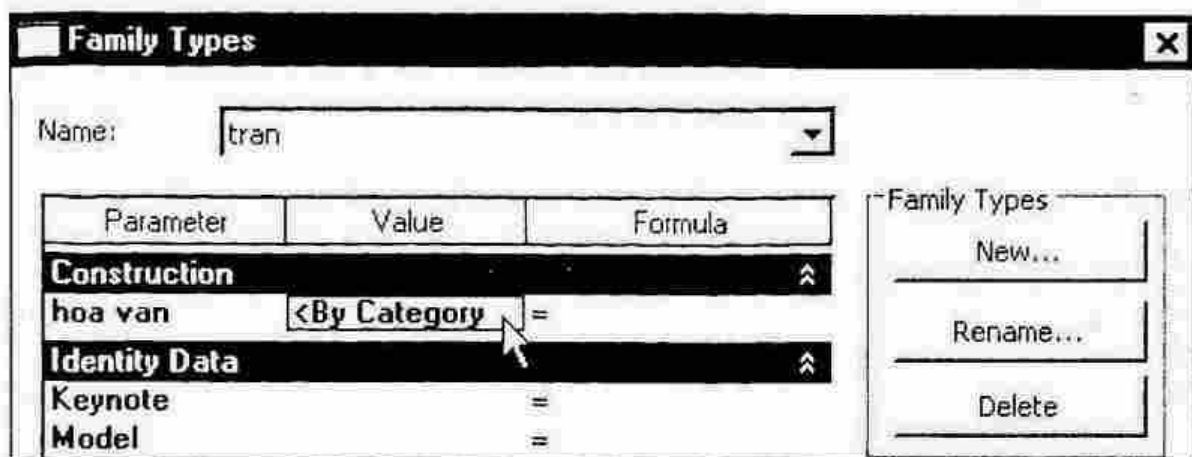 Family Types
Name: tran
Parameter Value Formula
Family Types
New...
Construction
hoa van <By Category =
Rename...
Identity Data
Keynote =
Delete
Model =